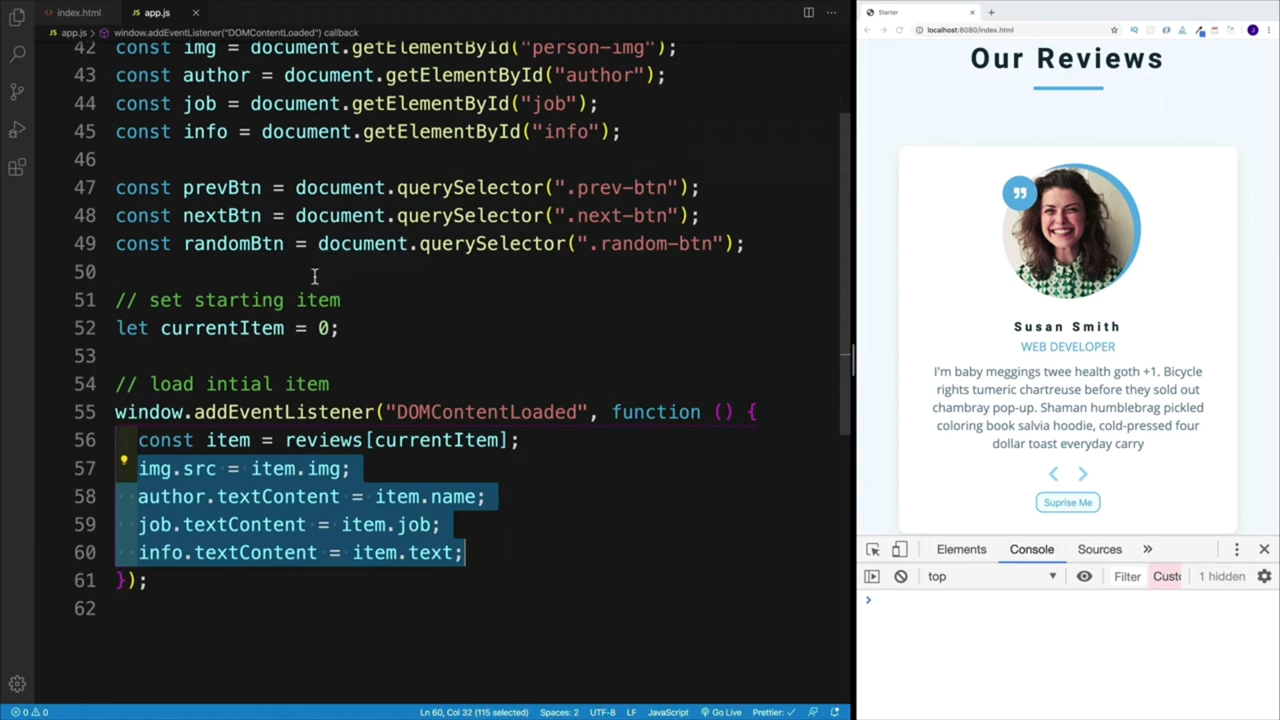 index.html
app.js
app.js > window.addEventListener("DOMContentLoaded") callback
42 const img = document.getElementById("person-img");
43 const author = document.getElementById("author");
44 const job = document.getElementById("job");
45 const info = document.getElementById("info");
46
47 const prevBtn = document.querySelector(".prev-btn");
48 const nextBtn = document.querySelector(".next-btn");
49 const randomBtn = document.querySelector(".random-btn");
50
51 // set starting item
52 let currentItem = 0;
53
54 // load intial item
55 window.addEventListener("DOMContentLoaded", function () {
56 const item = reviews[currentItem];
57 img.src = item.img;
58 author.textContent = item.name;
59 job.textContent = item.job;
60 info.textContent = item.text;
61 });
62
0 0 Ln 60, Col 32 (115 selected) Spaces: 2 UTF-8 LF JavaScript Go Live Prettier: ✓
Starter
localhost:8080/index.html
Our Reviews
Susan Smith
WEB DEVELOPER
I'm baby meggings twee health goth +1. Bicycle
rights tumeric chartreuse before they sold out
chambray pop-up. Shaman humblebrag pickled
coloring book salvia hoodie, cold-pressed four
dollar toast everyday carry
Suprise Me
Elements Console Sources »
top Filter Custo 1 hidden